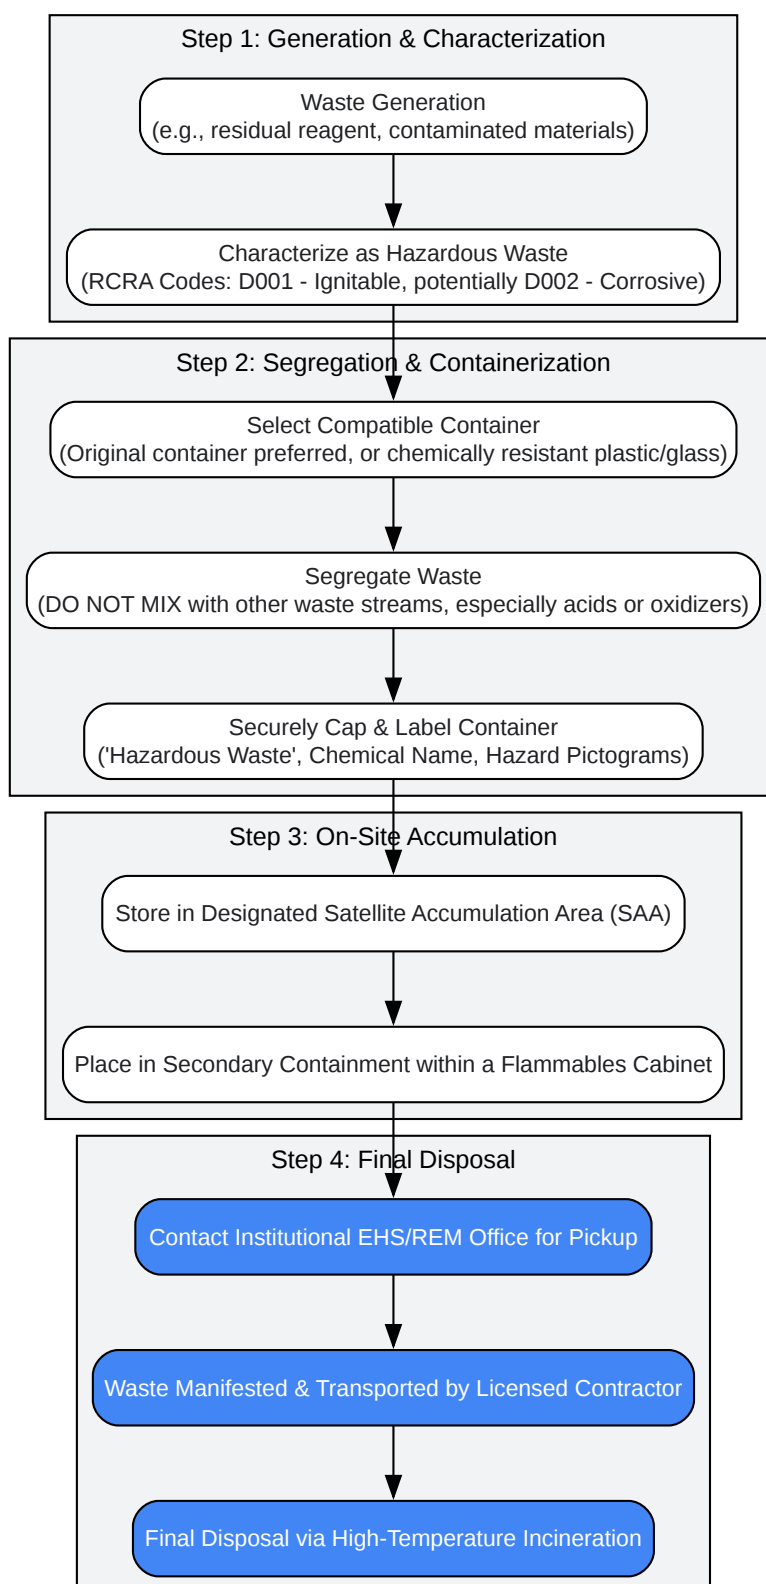 Step 1: Generation & Characterization
Waste Generation
(e.g., residual reagent, contaminated materials)
Characterize as Hazardous Waste
(RCRA Codes: D001 - Ignitable, potentially D002 - Corrosive)
Step 2: Segregation & Containerization
Select Compatible Container
(Original container preferred, or chemically resistant plastic/glass)
Segregate Waste
(DO NOT MIX with other waste streams, especially acids or oxidizers)
Securely Cap & Label Container
('Hazardous Waste', Chemical Name, Hazard Pictograms)
Step 3: On-Site Accumulation
Store in Designated Satellite Accumulation Area (SAA)
Place in Secondary Containment within a Flammables Cabinet
Step 4: Final Disposal
Contact Institutional EHS/REM Office for Pickup
Waste Manifested & Transported by Licensed Contractor
Final Disposal via High-Temperature Incineration